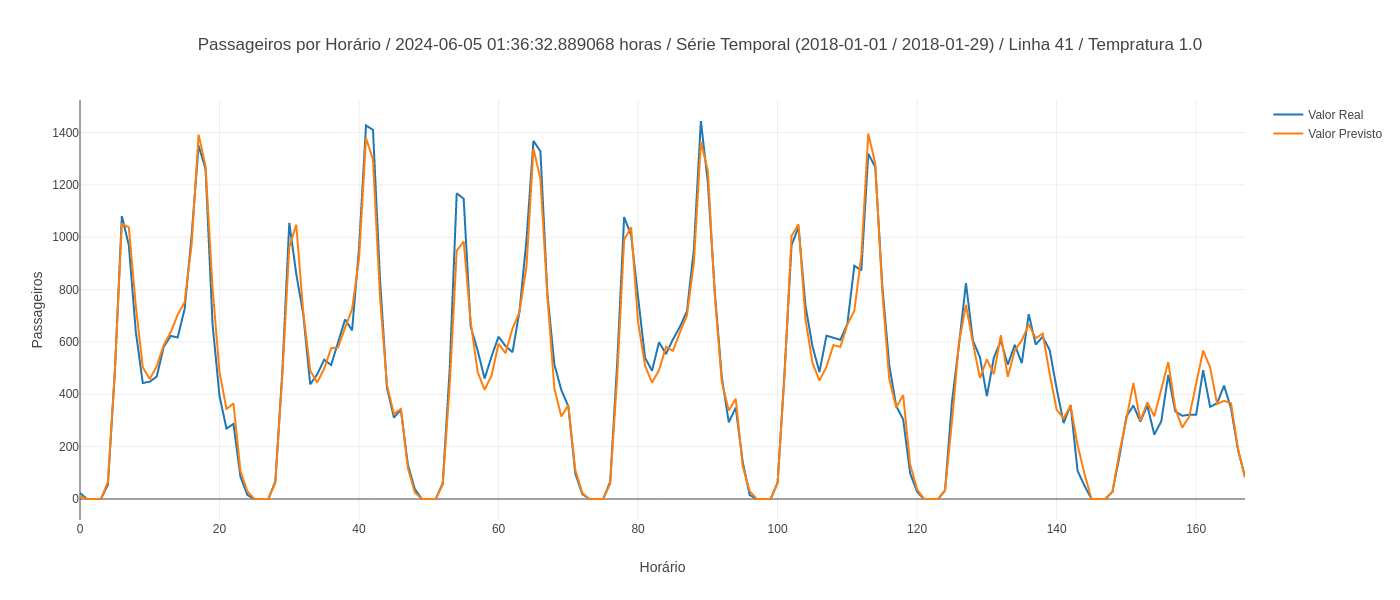 Passageiros por Horário / 2024-06-05 01:36:32.889068 horas / Série Temporal (2018-01-01 / 2018-01-29) / Linha 41 / Tempratura 1.0
Valor Real
Valor Previsto
Passageiros
1400
1200
1000
800
600
400
200
0
0 20 40 60 80 100 120 140 160
Horário